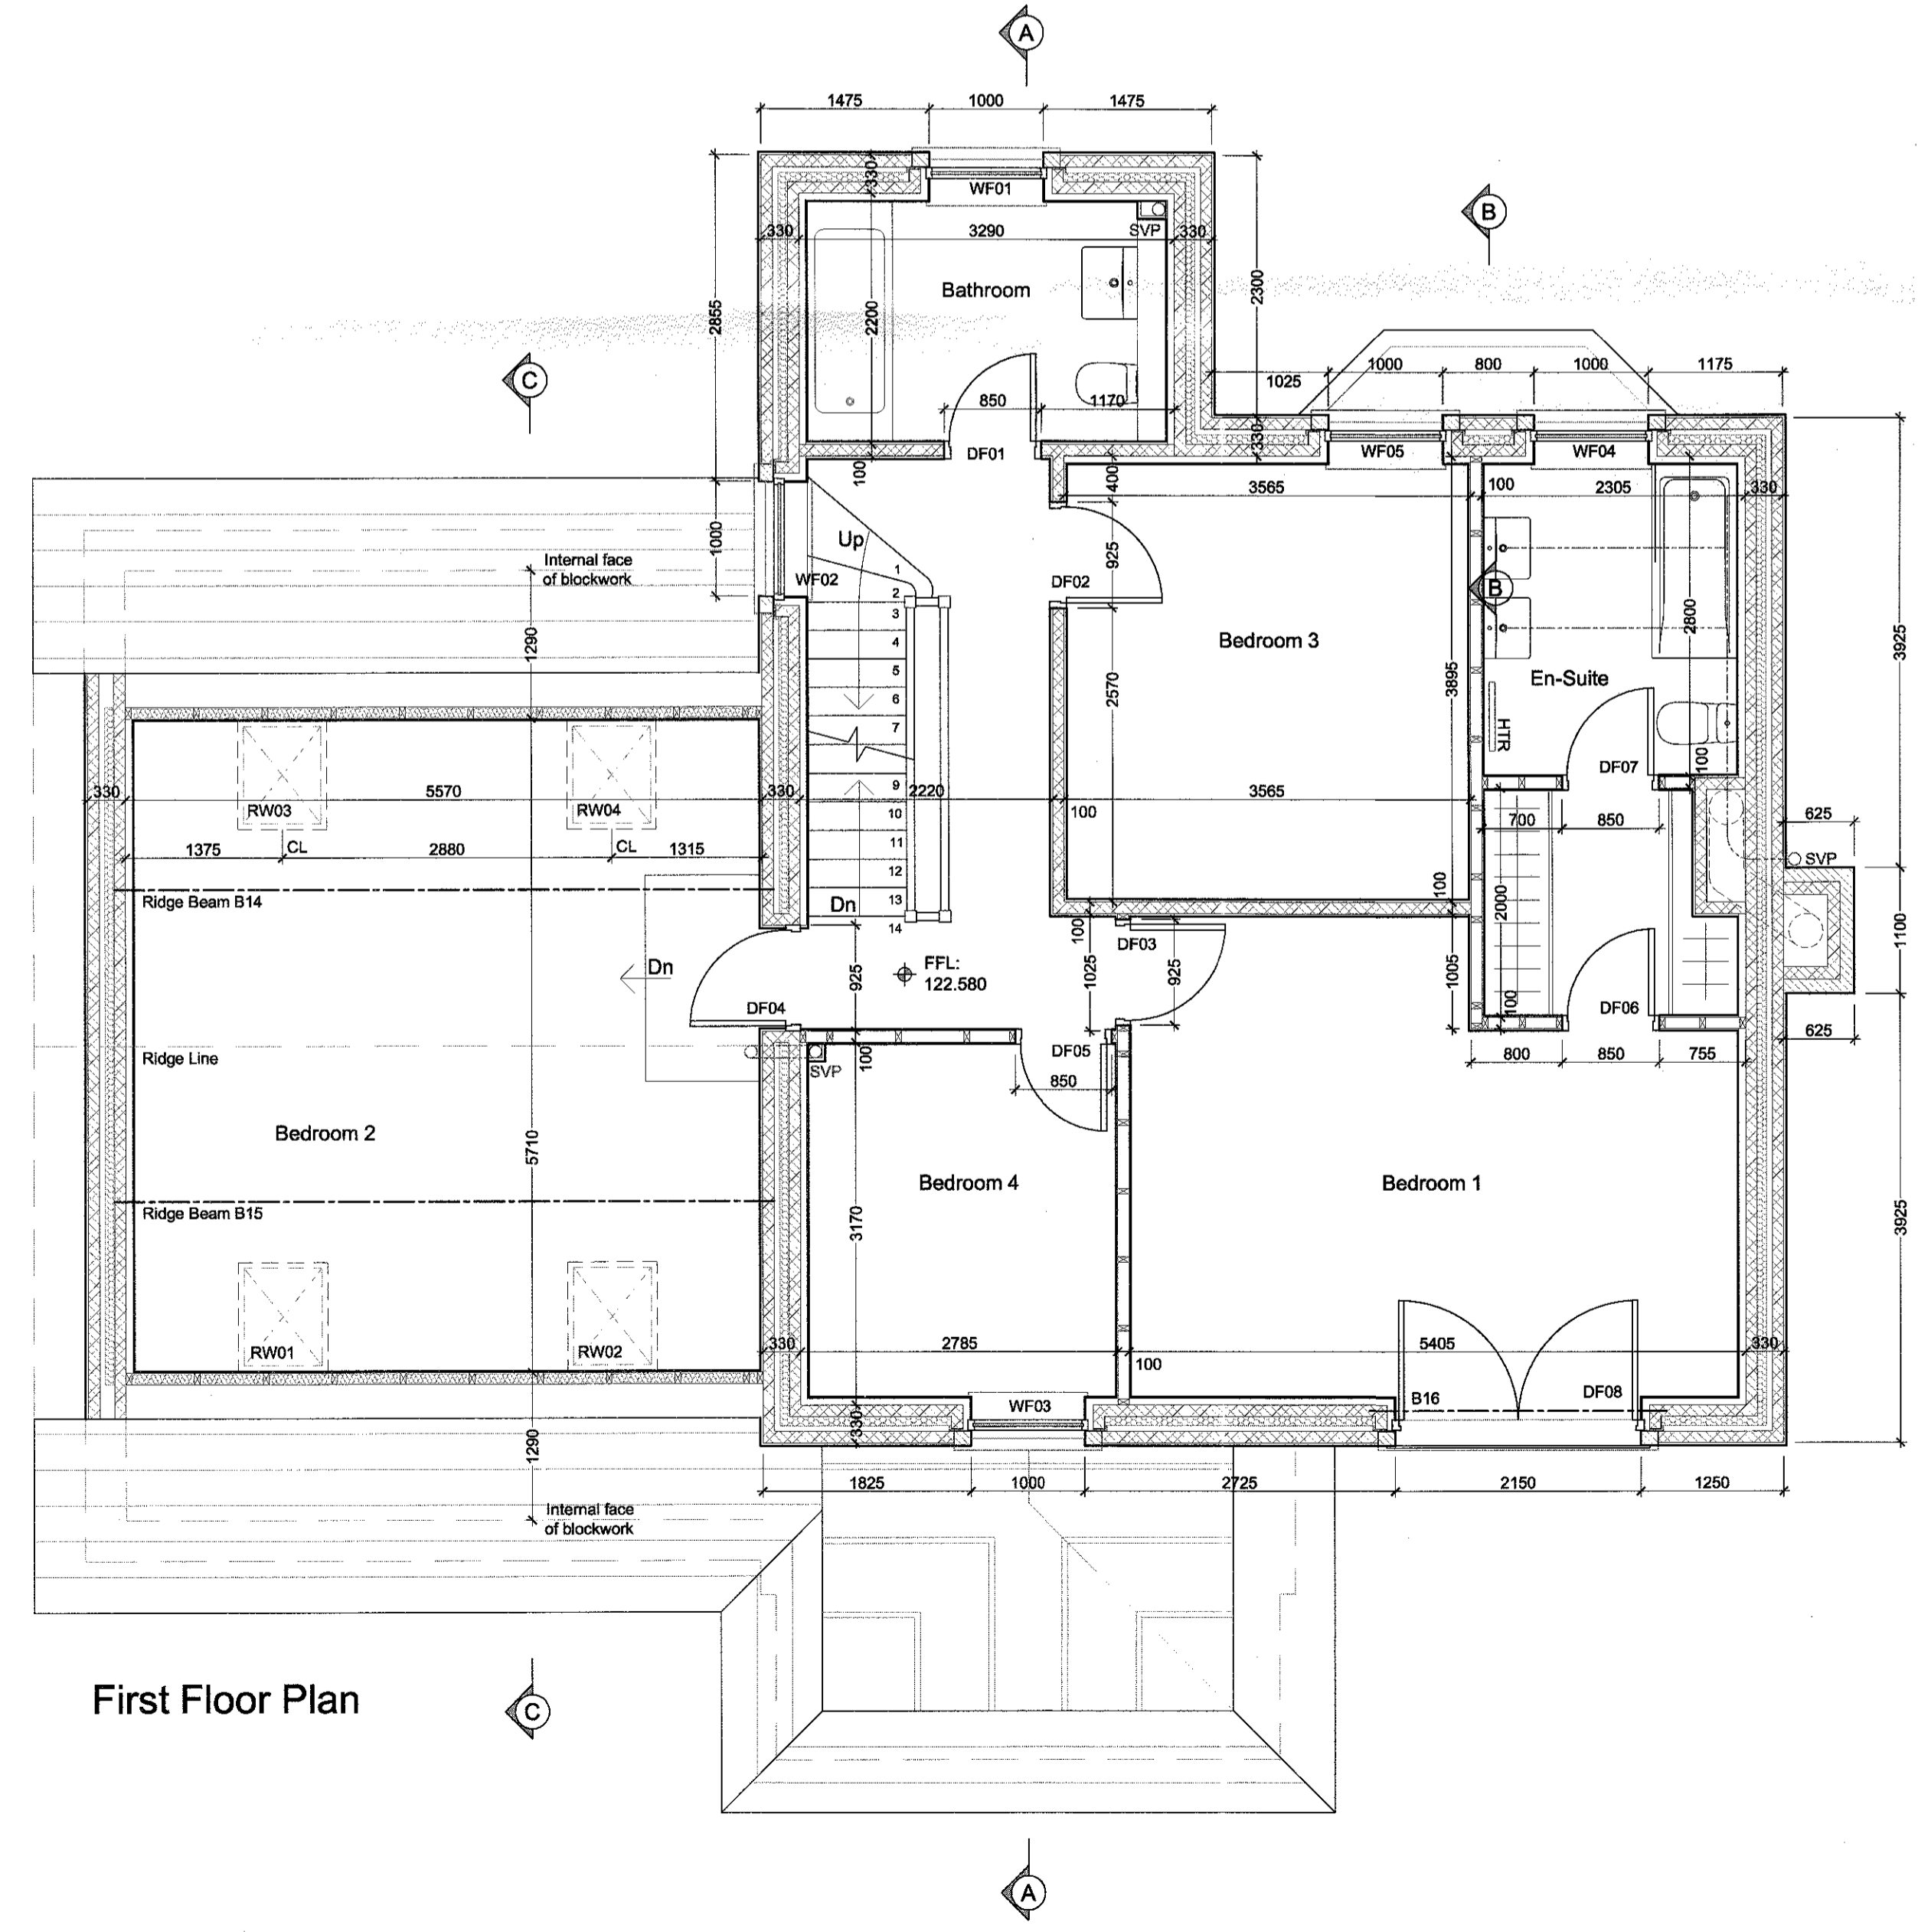 A
1475 1000 1475
330
WF01
B
330 3290 SVP 330
Bathroom
2855
2200
2300
C
1025 1000 800 1000 1175
850 1170
DF01
330
WF05 WF04
100
400
3565 100 2305 330
1000
Up
925
Internal face
of blockwork
WF02
1
2
3
4
5
6
7
9
10
11
12
13
14
DF02
B
2800
1290
Bedroom 3
3925
2570
3895
En-Suite
HTR
DF07
100
330 5570 330 2220 100 3565
RW03 RW04
700 850
625
1375 CL 2880 CL 1315
SVP
Ridge Beam B14
Dn
100
2000
100
DF03
1100
Dn
FFL:
122.580
925
1025
925
1005
100
DF04
DF06
Ridge Line
100
SVP
DF05
850
800 850 755
625
Bedroom 2
5710
Bedroom 4
Bedroom 1
Ridge Beam B15
3170
3925
RW01 RW02
330 2785 100 5405 330
B16 DF08
WF03
330
1290
1825 1000 2725 2150 1250
Internal face
of blockwork
First Floor Plan
C
A